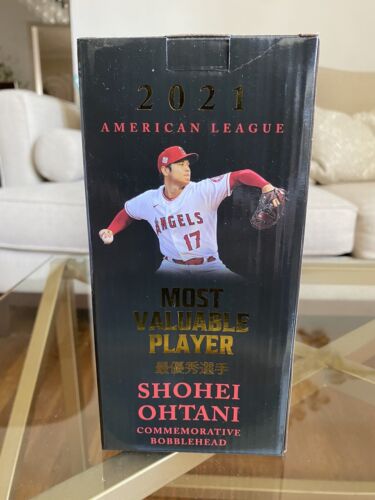 2021
AMERICAN LEAGUE
ANGELS
17
MOST
VALUABLE
PLAYER
最優秀選手
SHOHEI
OHTANI
COMMEMORATIVE
BOBBLEHEAD